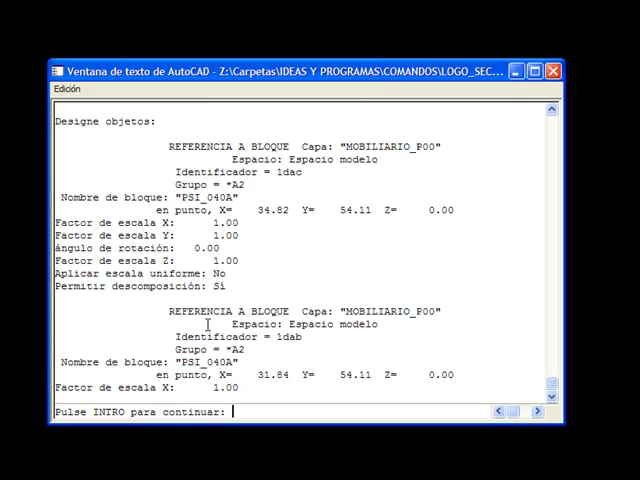 Ventana de texto de AutoCAD - Z:\Carpetas\IDEAS Y PROGRAMAS\COMANDOS\LOGO_SEC...
Edición
Designe objetos:
REFERENCIA A BLOQUE Capa: "MOBILIARIO_P00"
Espacio: Espacio modelo
Identificador = 1dac
Grupo = *A2
Nombre de bloque: "PSI_040A"
en punto, X= 34.82 Y= 54.11 Z= 0.00
Factor de escala X: 1.00
Factor de escala Y: 1.00
ángulo de rotación: 0.00
Factor de escala Z: 1.00
Aplicar escala uniforme: No
Permitir descomposición: Sí
REFERENCIA A BLOQUE Capa: "MOBILIARIO_P00"
Espacio: Espacio modelo
Identificador = 1dab
Grupo = *A2
Nombre de bloque: "PSI_040A"
en punto, X= 31.84 Y= 54.11 Z= 0.00
Factor de escala X: 1.00
Pulse INTRO para continuar: